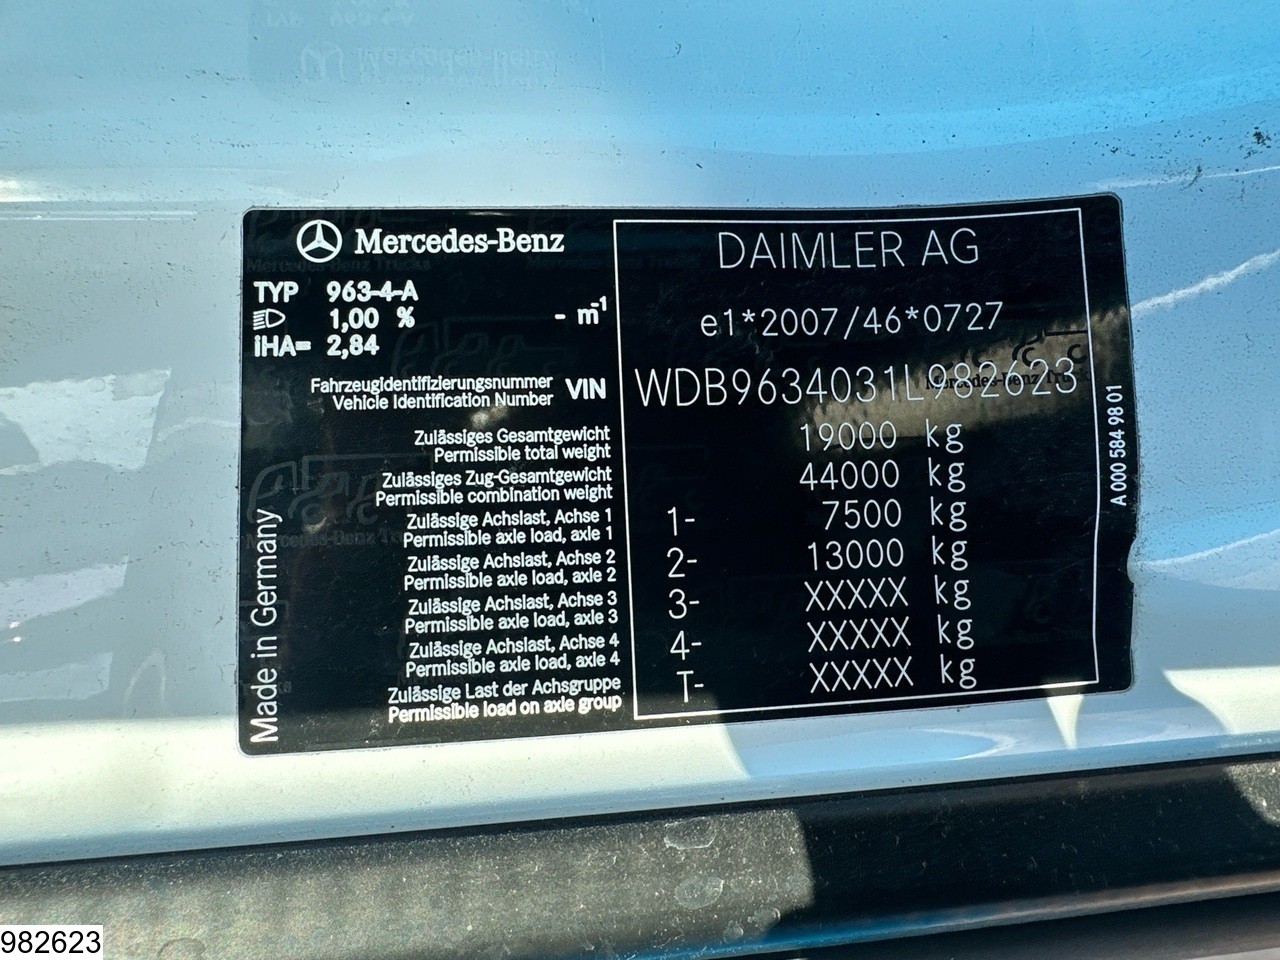 Mercedes-Benz
TYP 963-4-A
1,00 % - m⁻¹
iHA= 2,84
DAIMLER AG
e1*2007/46*0727
Fahrzeugidentifizierungsnummer
Vehicle Identification Number
VIN WDB9634031L982623
Zulässiges Gesamtgewicht
Permissible total weight
19000 kg
Zulässiges Zug-Gesamtgewicht
Permissible combination weight
44000 kg
Zulässige Achslast, Achse 1
Permissible axle load, axle 1
1- 7500 kg
Zulässige Achslast, Achse 2
Permissible axle load, axle 2
2- 13000 kg
Zulässige Achslast, Achse 3
Permissible axle load, axle 3
3- XXXXX kg
Zulässige Achslast, Achse 4
Permissible axle load, axle 4
4- XXXXX kg
Zulässige Last der Achsgruppe
Permissible load on axle group
T- XXXXX kg
Made in Germany
A 000 584 98 01
982623